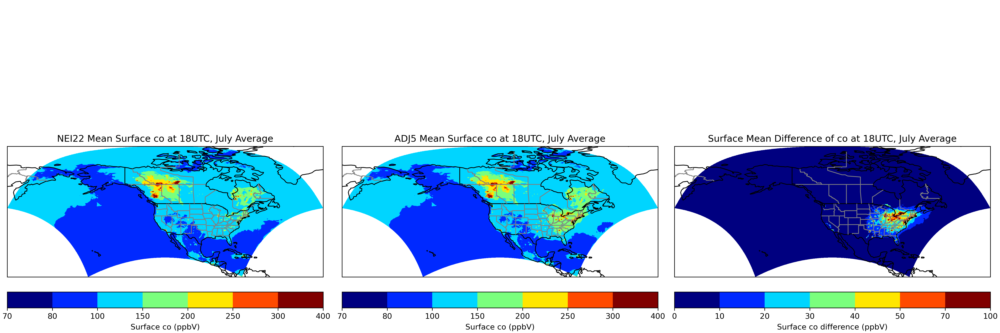 NEI22 Mean Surface co at 18UTC, July Average
ADJ5 Mean Surface co at 18UTC, July Average
Surface Mean Difference of co at 18UTC, July Average
70 80 100 150 200 250 300 400
Surface co (ppbV)
70 80 100 150 200 250 300 400
Surface co (ppbV)
0 10 20 30 40 50 70 100
Surface co difference (ppbV)